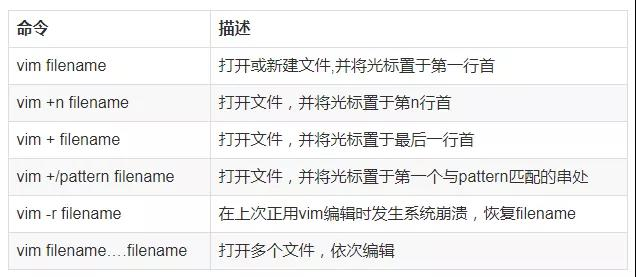 命令 描述
vim filename 打开或新建文件,并将光标置于第一行首
vim +n filename 打开文件，并将光标置于第n行首
vim + filename 打开文件，并将光标置于最后一行首
vim +/pattern filename 打开文件，并将光标置于第一个与pattern匹配的串处
vim -r filename 在上次正用vim编辑时发生系统崩溃，恢复filename
vim filename….filename 打开多个文件，依次编辑